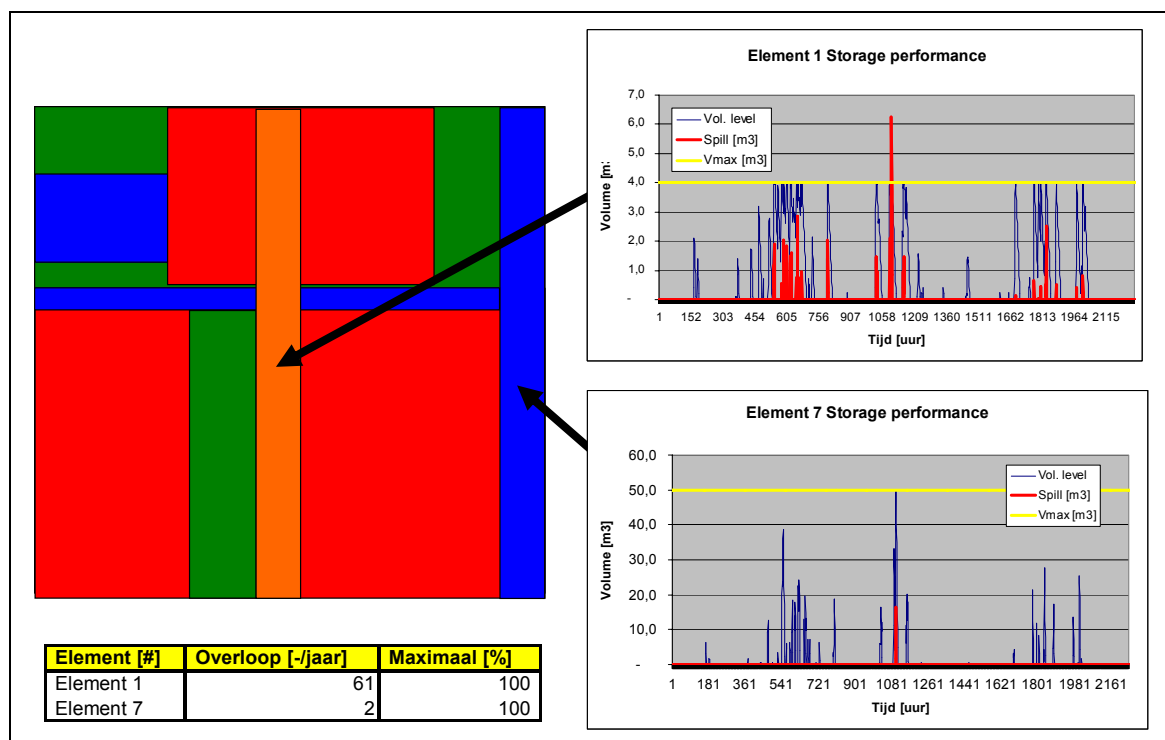 Element 1 Storage performance
7,0
6,0
5,0
4,0
3,0
2,0
1,0
-
Volume [m:
Vol. level
Spill [m3]
Vmax [m3]
1 152 303 454 605 756 907 1058 1209 1360 1511 1662 1813 1964 2115
Tijd [uur]
Element 7 Storage performance
60,0
50,0
40,0
30,0
20,0
10,0
-
Volume [m3]
Vol. level
Spill [m3]
Vmax [m3]
1 181 361 541 721 901 1081 1261 1441 1621 1801 1981 2161
Tijd [uur]
Element [#] Overloop [-/jaar] Maximaal [%]
Element 1 61 100
Element 7 2 100